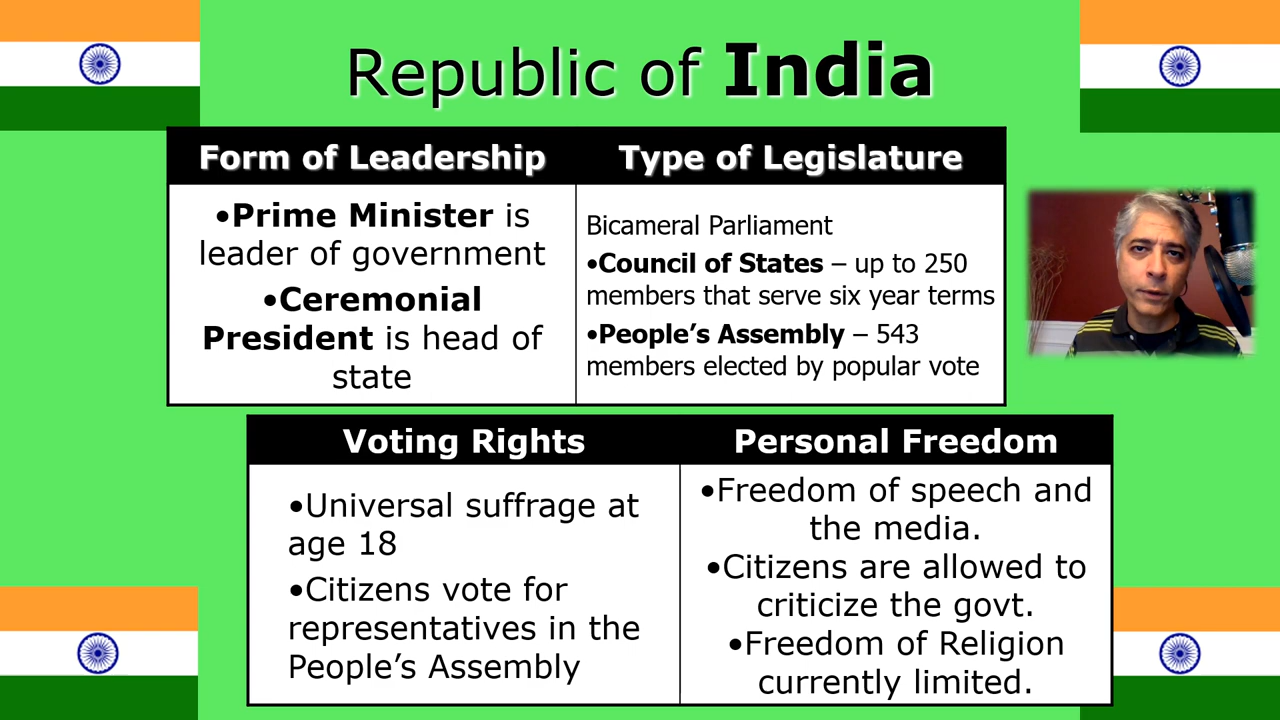 Republic of India
Form of Leadership
•Prime Minister is
leader of government
•Ceremonial
President is head of
state
Type of Legislature
Bicameral Parliament
•Council of States – up to 250
members that serve six year terms
•People’s Assembly – 543
members elected by popular vote
Voting Rights
•Universal suffrage at
age 18
•Citizens vote for
representatives in the
People’s Assembly
Personal Freedom
•Freedom of speech and
the media.
•Citizens are allowed to
criticize the govt.
•Freedom of Religion
currently limited.